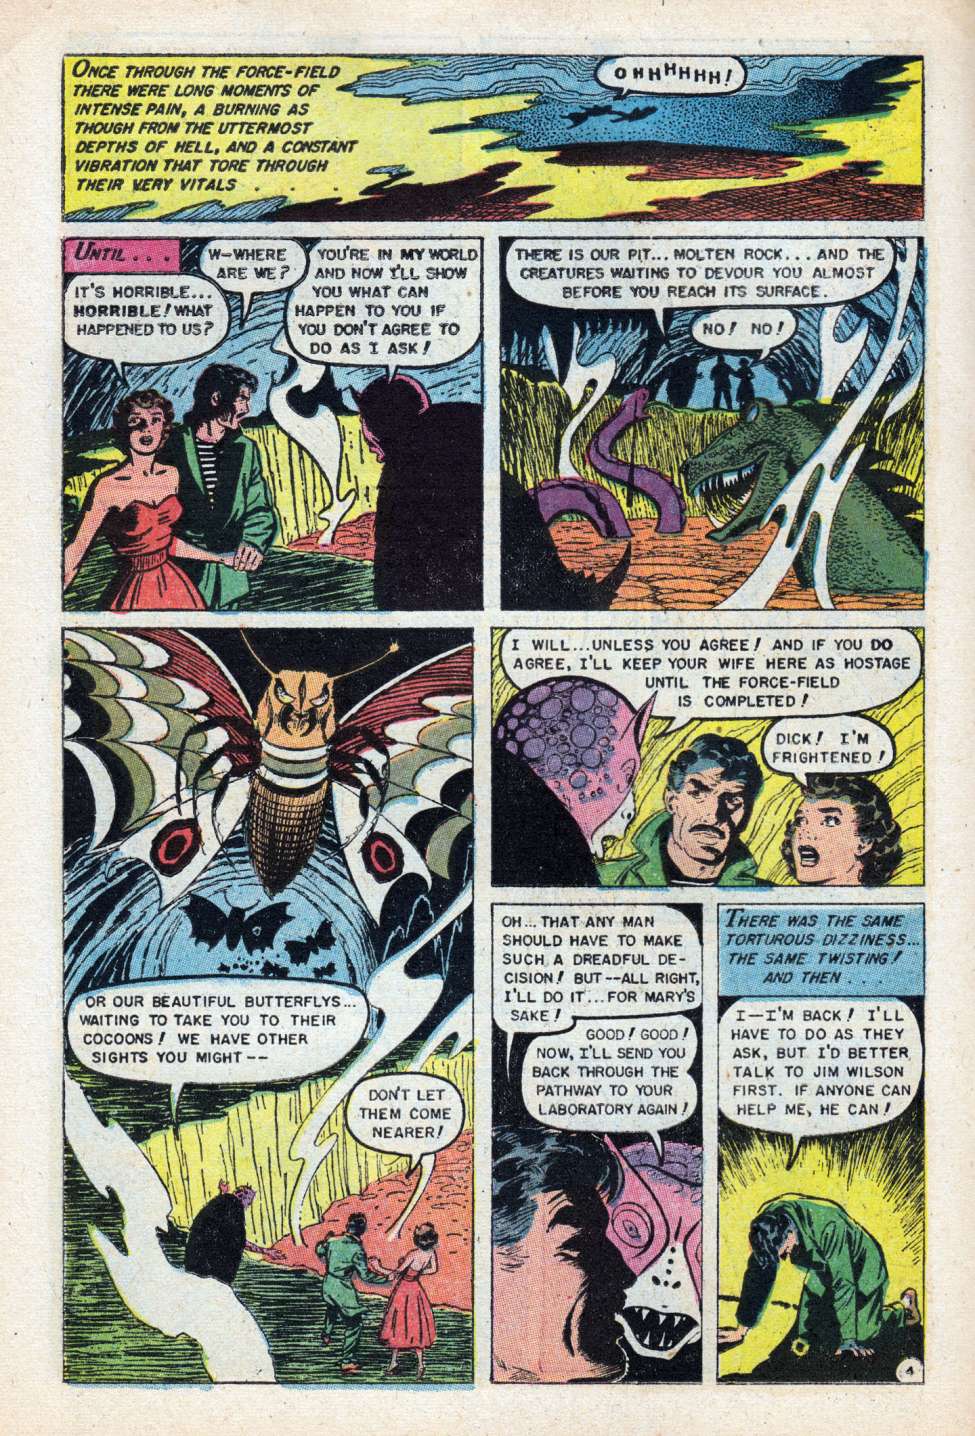 ONCE THROUGH THE FORCE-FIELD
THERE WERE LONG MOMENTS OF
INTENSE PAIN, A BURNING AS
THOUGH FROM THE UTTERMOST
DEPTHS OF HELL, AND A CONSTANT
VIBRATION THAT TORE THROUGH
THEIR VERY VITALS . . . .
OHHHHHHH!
UNTIL . . .
IT'S HORRIBLE...
HORRIBLE! WHAT
HAPPENED TO US?
W-WHERE
ARE WE?
YOU'RE IN MY WORLD
AND NOW I'LL SHOW
YOU WHAT CAN
HAPPEN TO YOU IF
YOU DON'T AGREE TO
DO AS I ASK!
THERE IS OUR PIT... MOLTEN ROCK... AND THE
CREATURES WAITING TO DEVOUR YOU ALMOST
BEFORE YOU REACH ITS SURFACE.
NO! NO!
OR OUR BEAUTIFUL BUTTERFLYS...
WAITING TO TAKE YOU TO THEIR
COCOONS! WE HAVE OTHER
SIGHTS YOU MIGHT --
DON'T LET
THEM COME
NEARER!
I WILL...UNLESS YOU AGREE! AND IF YOU DO
AGREE, I'LL KEEP YOUR WIFE HERE AS HOSTAGE
UNTIL THE FORCE-FIELD
IS COMPLETED!
DICK! I'M
FRIGHTENED!
OH... THAT ANY MAN
SHOULD HAVE TO MAKE
SUCH A DREADFUL DE-
CISION! BUT--ALL RIGHT,
I'LL DO IT...FOR MARY'S
SAKE!
GOOD! GOOD!
NOW, I'LL SEND YOU
BACK THROUGH THE
PATHWAY TO YOUR
LABORATORY AGAIN!
THERE WAS THE SAME
TORTUROUS DIZZINESS...
THE SAME TWISTING!
AND THEN . . .
I--I'M BACK! I'LL
HAVE TO DO AS THEY
ASK, BUT I'D BETTER
TALK TO JIM WILSON
FIRST. IF ANYONE CAN
HELP ME, HE CAN!
4